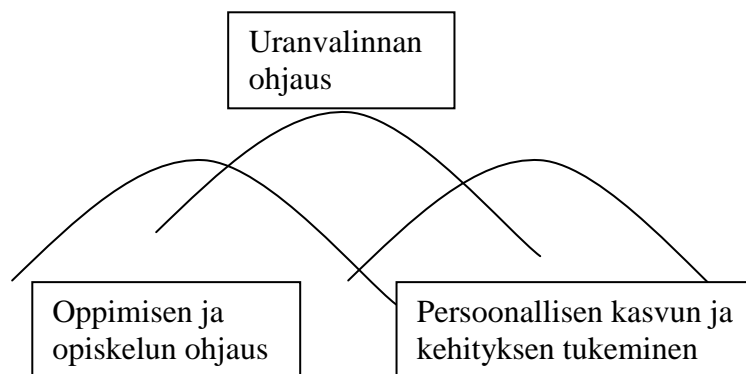 Uranvalinnan
ohjaus
Oppimisen ja
opiskelun ohjaus
Persoonallisen kasvun ja
kehityksen tukeminen